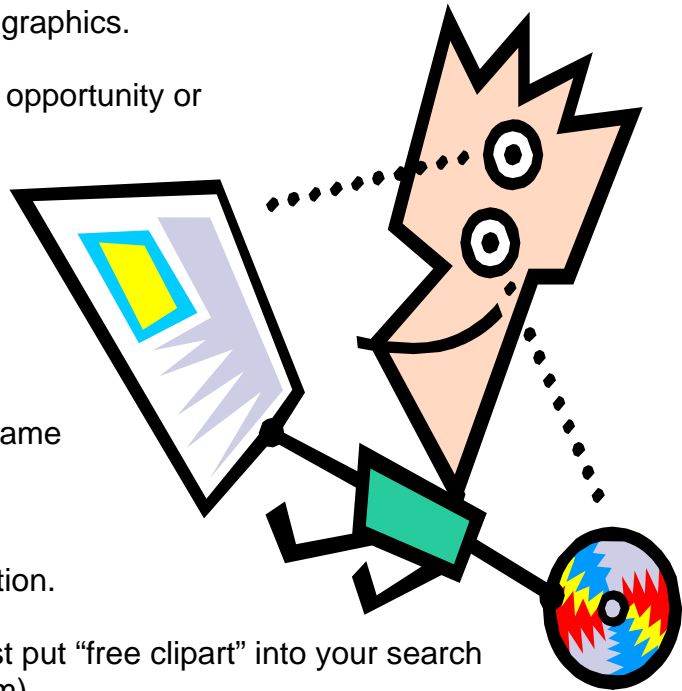 graphics.
opportunity or
ame
tion.
st put “free clipart” into your search
m)